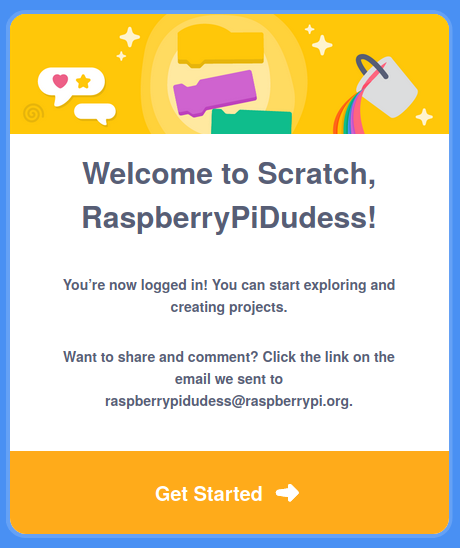 Welcome to Scratch,
RaspberryPiDudess!
You’re now logged in! You can start exploring and
creating projects.
Want to share and comment? Click the link on the
email we sent to
raspberrypidudess@raspberrypi.org.
Get Started